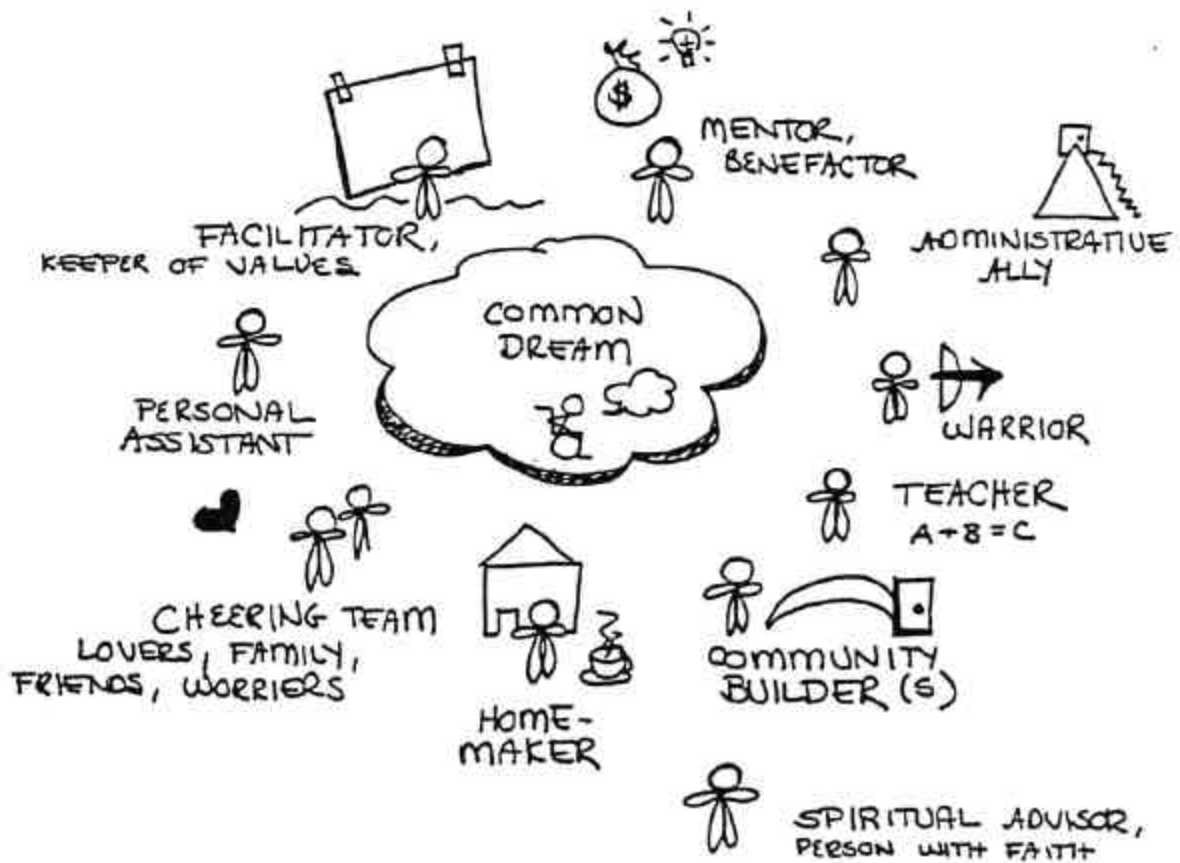 $
MENTOR,
BENEFACTOR
FACILITATOR,
KEEPER OF VALUES
ADMINISTRATIVE
ALLY
COMMON
DREAM
PERSONAL
ASSISTANT
WARRIOR
TEACHER
A+B=C
CHEERING TEAM
LOVERS, FAMILY,
FRIENDS, WORRIERS
COMMUNITY
BUILDER(S)
HOME-
MAKER
SPIRITUAL ADVISOR,
PERSON WITH FAITH